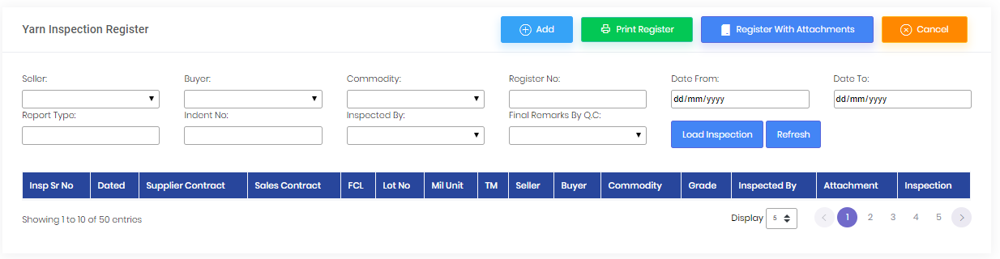 Yarn Inspection Register Add Print Register Register With Attachments Cancel
Seller: Buyer: Commodity: Register No: Date From: Date To:
dd/mm/yyyy dd/mm/yyyy
Report Type: Indent No: Inspected By: Final Remarks By Q.C:
Load Inspection Refresh
Insp Sr No Dated Supplier Contract Sales Contract FCL Lot No Mil Unit TM Seller Buyer Commodity Grade Inspected By Attachment Inspection
Showing 1 to 10 of 50 entries Display 5 1 2 3 4 5